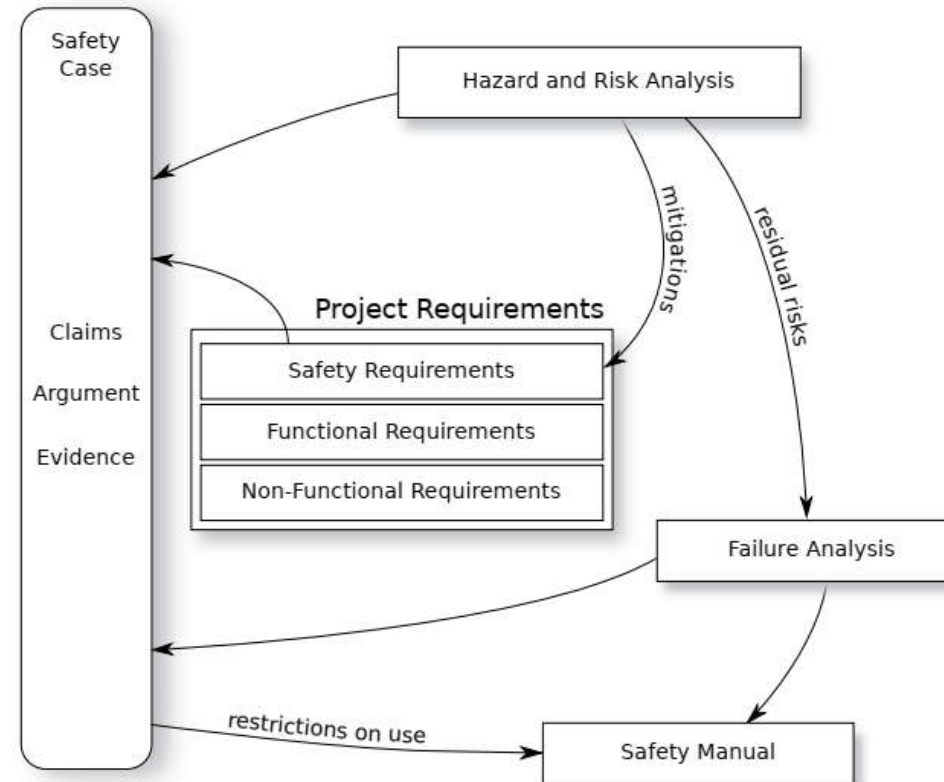 Safety
Case
Hazard and Risk Analysis
mitigations
residual risks
Project Requirements
Claims
Safety Requirements
Argument
Functional Requirements
Evidence
Non-Functional Requirements
Failure Analysis
restrictions on use
Safety Manual